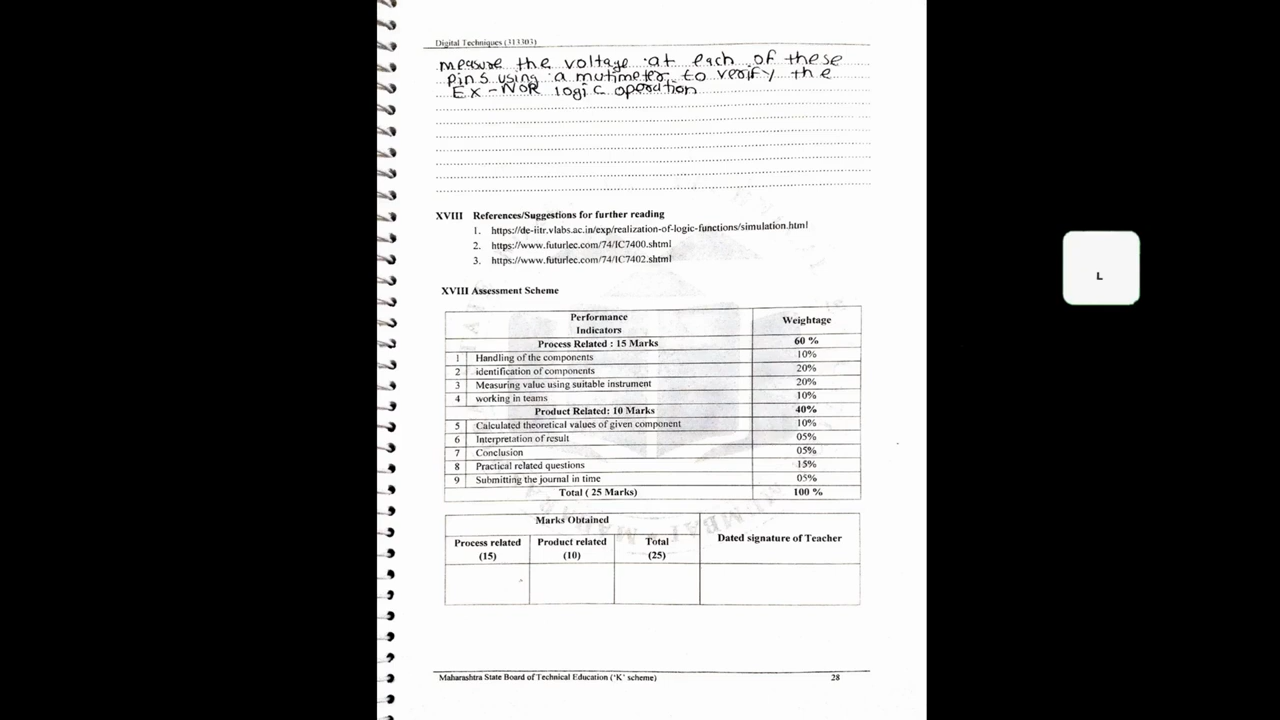 Digital Techniques (313303)
measure the voltage at each of these
pins using a mutimeter to verify the
Ex-NOR logic operation
XVIII References/Suggestions for further reading
1. https://de-iitr.vlabs.ac.in/exp/realization-of-logic-functions/simulation.html
2. https://www.futurlec.com/74/IC7400.shtml
3. https://www.futurlec.com/74/IC7402.shtml
L
XVIII Assessment Scheme
Performance
Indicators Weightage
Process Related : 15 Marks 60 %
1 Handling of the components 10%
2 identification of components 20%
3 Measuring value using suitable instrument 20%
4 working in teams 10%
Product Related: 10 Marks 40%
5 Calculated theoretical values of given component 10%
6 Interpretation of result 05%
7 Conclusion 05%
8 Practical related questions 15%
9 Submitting the journal in time 05%
Total ( 25 Marks) 100 %
Marks Obtained Dated signature of Teacher
Process related Product related Total
(15) (10) (25)
Maharashtra State Board of Technical Education ('K' scheme) 28